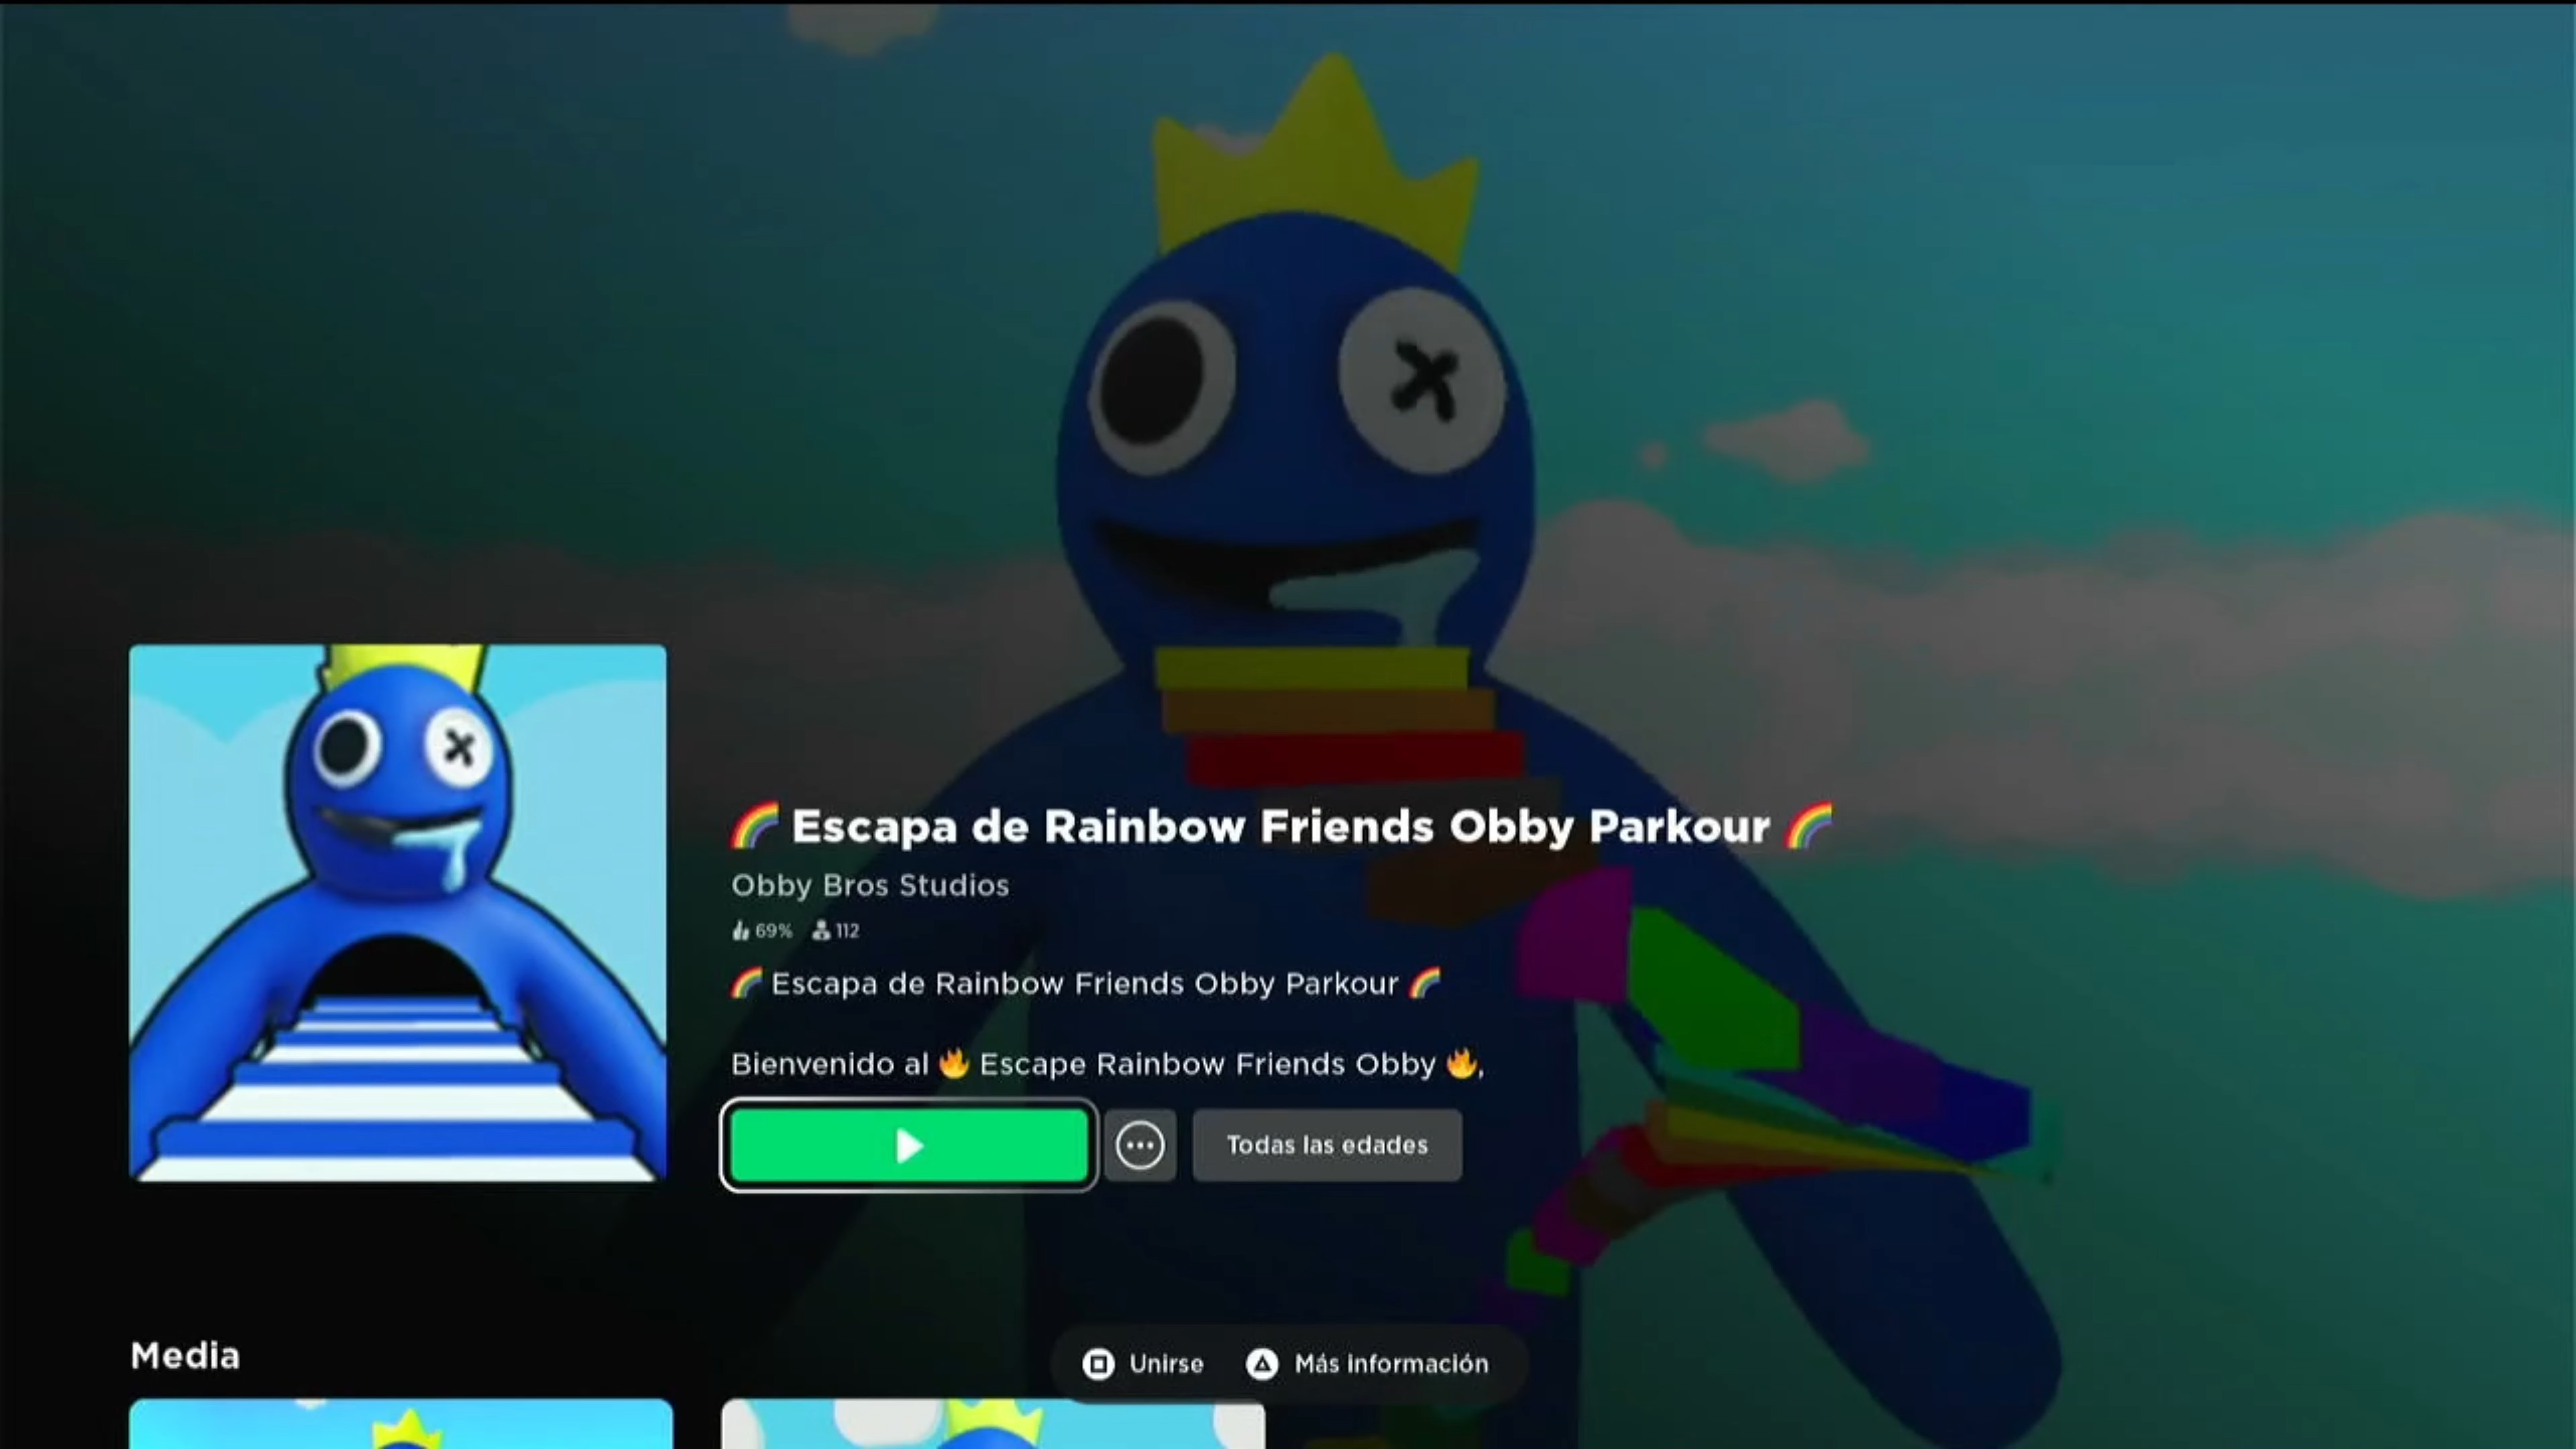 🌈 Escapa de Rainbow Friends Obby Parkour 🌈
Obby Bros Studios
69% 112
🌈 Escapa de Rainbow Friends Obby Parkour 🌈
Bienvenido al 🔥 Escape Rainbow Friends Obby 🔥,
Todas las edades
Media
Unirse Más información